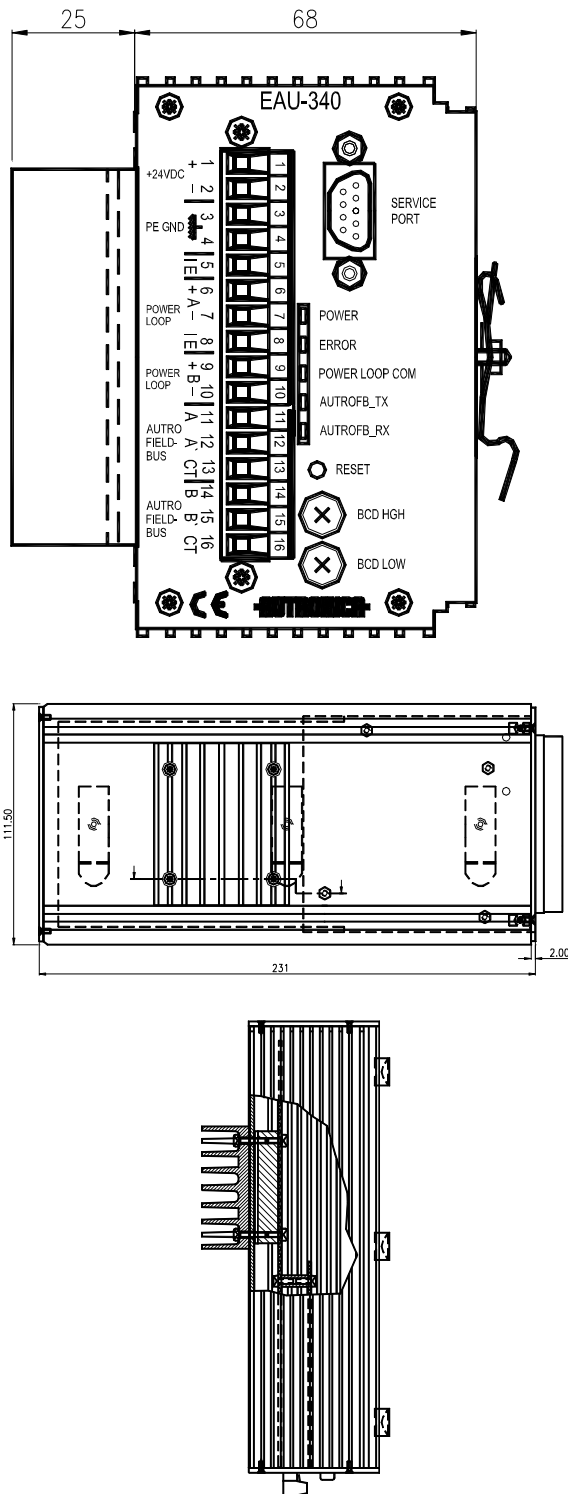 25
68
EAU-340
+24VDC
+ 1
- 2
PE GND
3
4
IE 5
POWER
LOOP
+ 6
A
- 7
IE 8
POWER
LOOP
+ 9
B
- 10
AUTRO
FIELD-
BUS
A 11
A` 12
CT 13
AUTRO
FIELD-
BUS
B 14
B` 15
CT 16
1
2
3
4
5
6
7
8
9
10
11
12
13
14
15
16
SERVICE
PORT
POWER
ERROR
POWER LOOP COM
AUTROFB_TX
AUTROFB_RX
RESET
BCD HGH
BCD LOW
CE
AUTRONICA
111.50
231
2.00